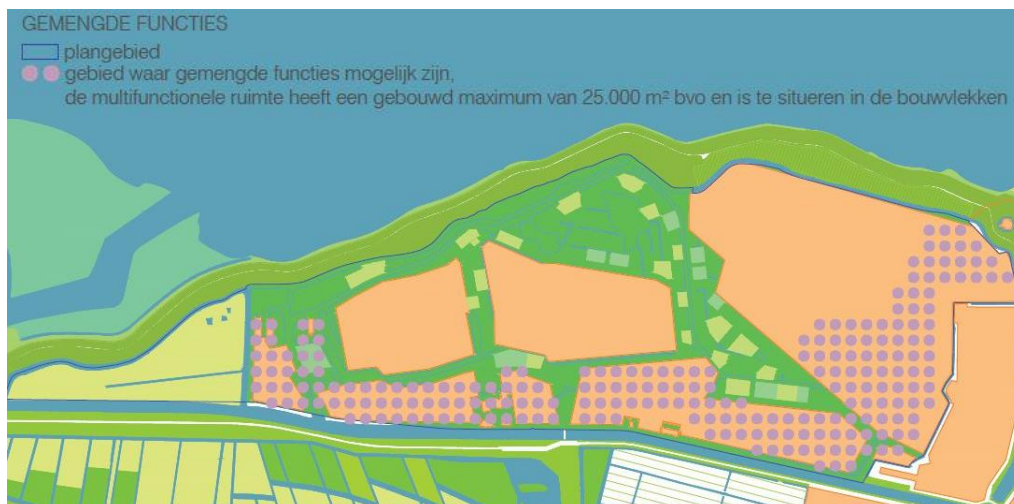 GEMENGDE FUNCTIES
plangebied
gebied waar gemengde functies mogelijk zijn,
de multifunctionele ruimte heeft een gebouwd maximum van 25.000 m² bvo en is te situeren in de bouwvlekken